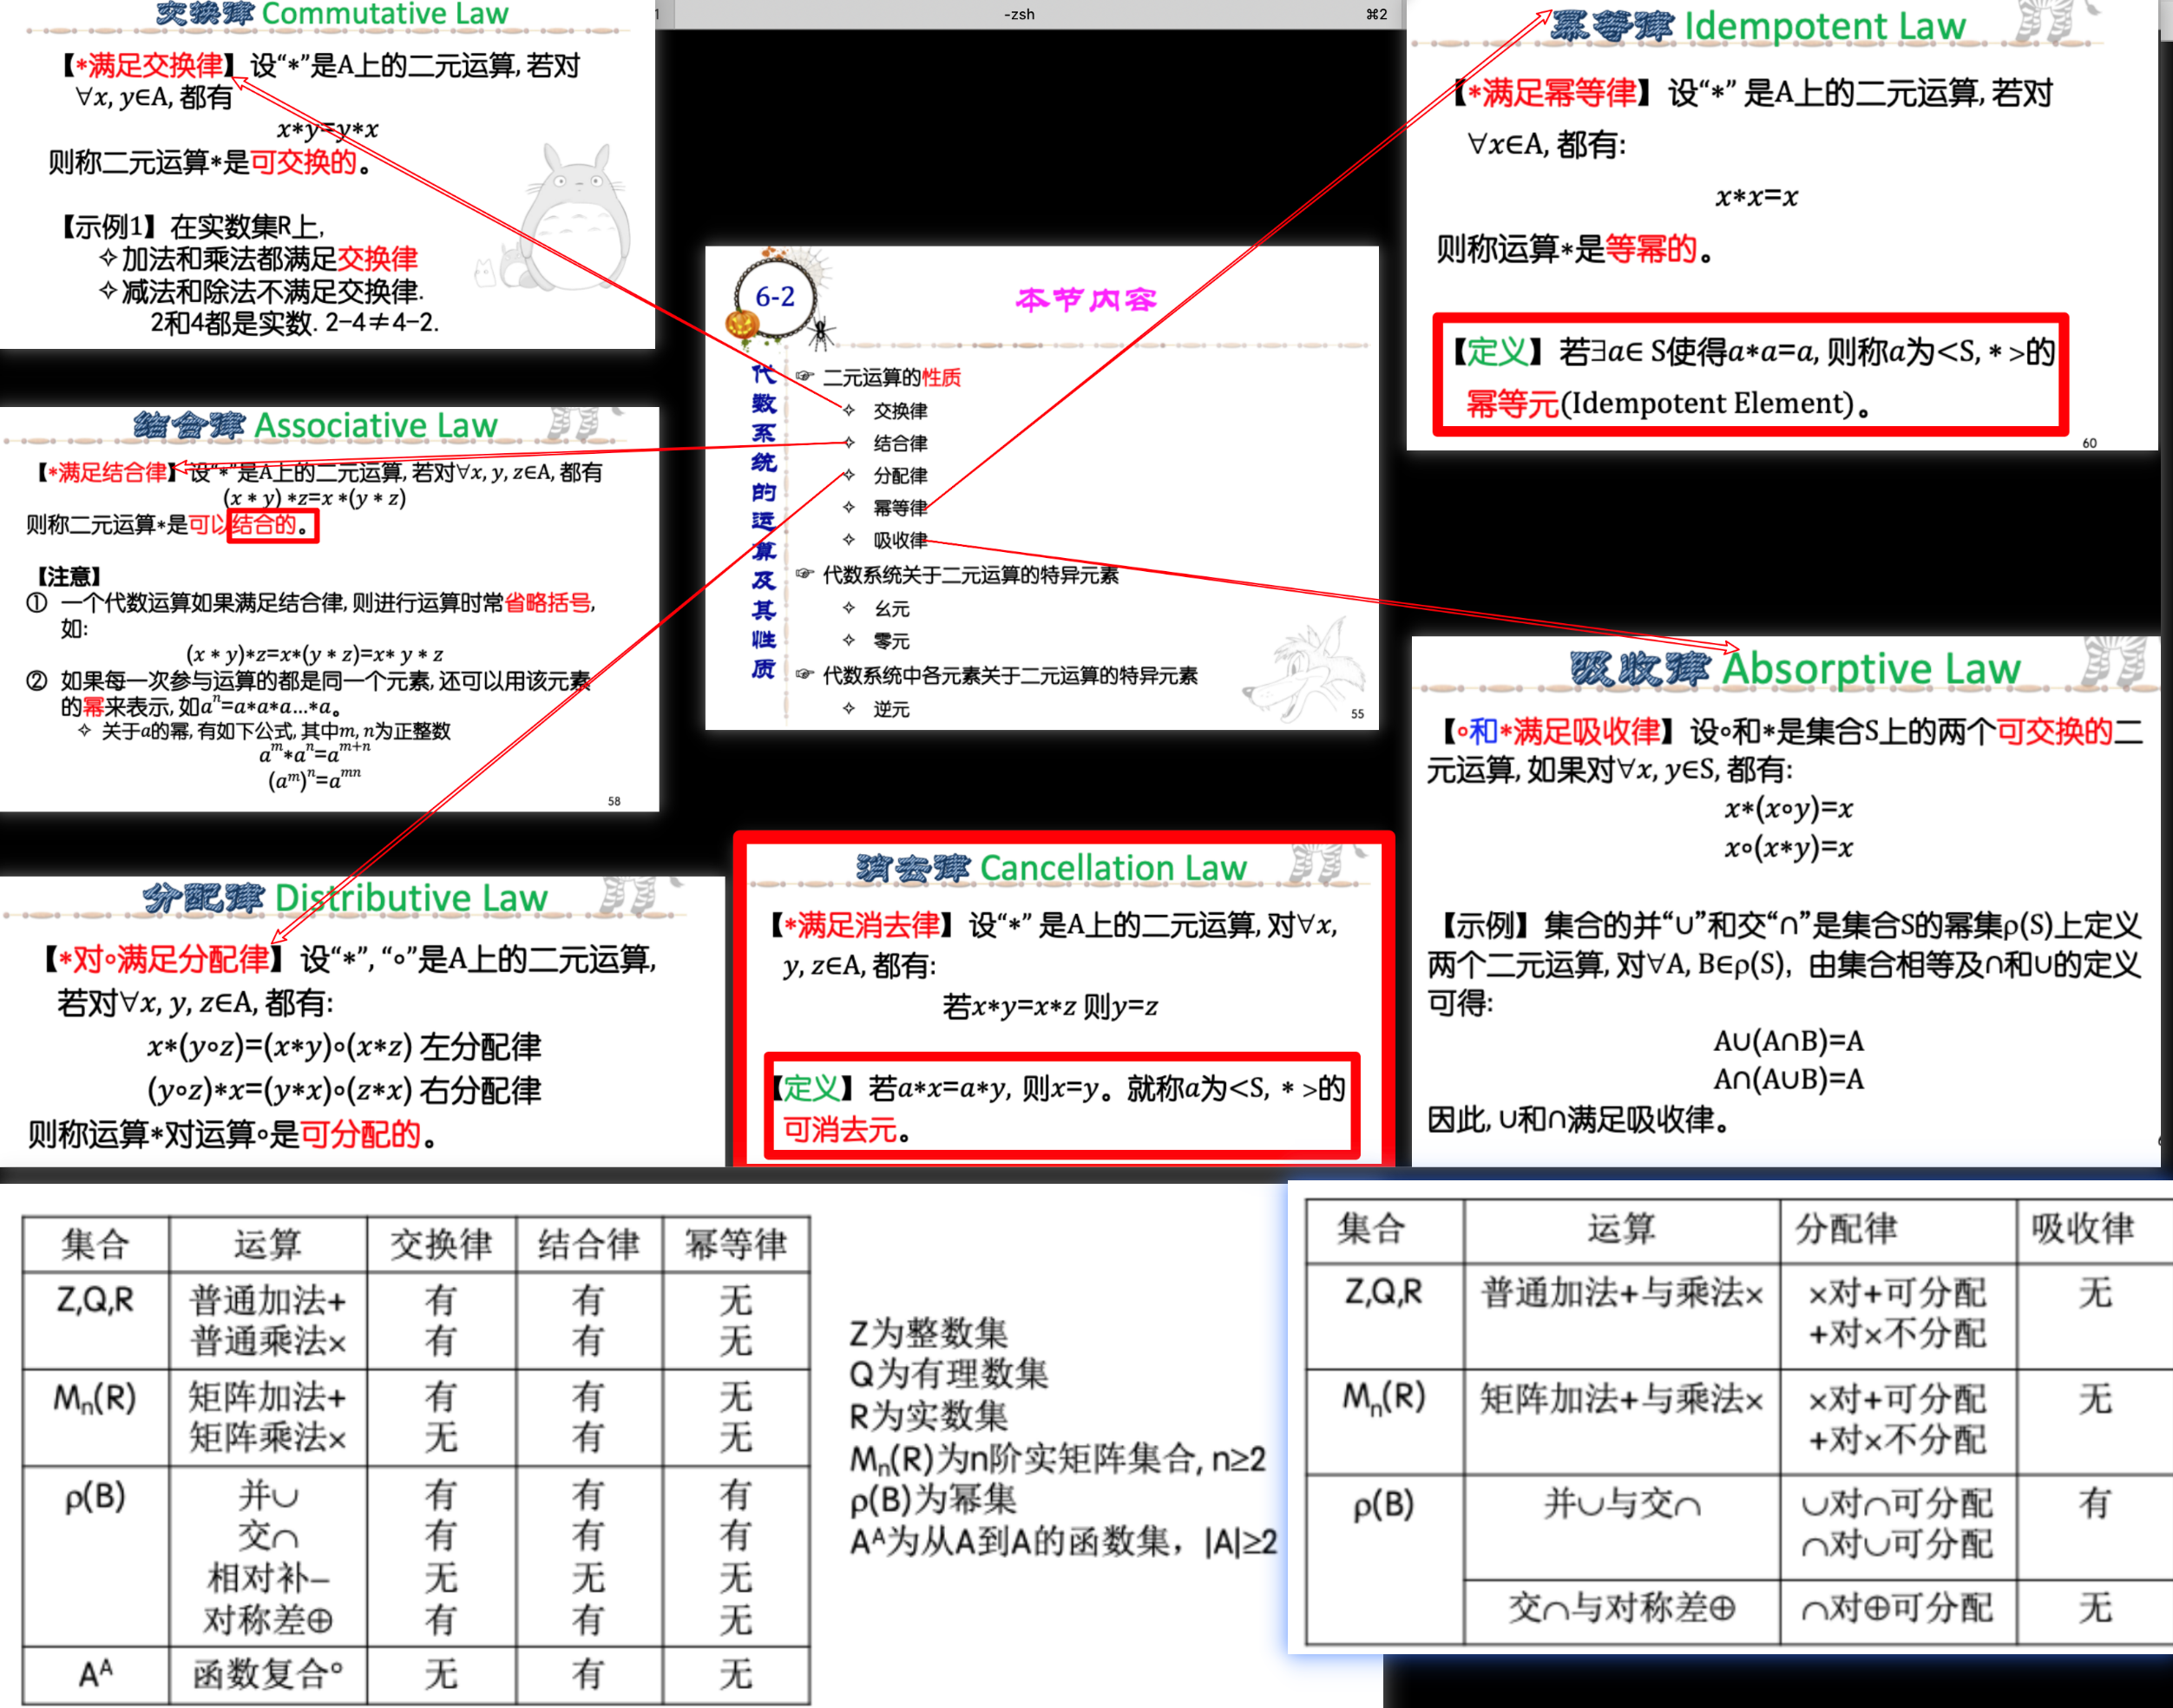 交换律 Commutative Law
【*满足交换律】设“*”是A上的二元运算, 若对
∀x, y∈A, 都有
x*y=y*x
则称二元运算*是可交换的。
【示例1】在实数集R上,
✧加法和乘法都满足交换律
✧减法和除法不满足交换律.
2和4都是实数. 2-4≠4-2.
-zsh
⌘2
幂等律 Idempotent Law
【*满足幂等律】设“*” 是A上的二元运算, 若对
∀x∈A, 都有:
x*x=x
则称运算*是等幂的。
【定义】若∃a∈ S使得a*a=a, 则称a为<S, * >的
幂等元(Idempotent Element)。
60
结合律 Associative Law
【*满足结合律】设“*”是A上的二元运算, 若对∀x, y, z∈A, 都有
(x * y) *z=x *(y * z)
则称二元运算*是可以结合的。
【注意】
① 一个代数运算如果满足结合律, 则进行运算时常省略括号,
如:
(x * y)*z=x*(y * z)=x* y * z
② 如果每一次参与运算的都是同一个元素, 还可以用该元素
的幂来表示, 如aⁿ=a*a*a…*a。
✧ 关于a的幂, 有如下公式, 其中m, n为正整数
aᵐ*aⁿ=aᵐ⁺ⁿ
(aᵐ)ⁿ=aᵐⁿ
58
6-2
本节内容
代数系统的运算及其性质
☞ 二元运算的性质
✧ 交换律
✧ 结合律
✧ 分配律
✧ 幂等律
✧ 吸收律
☞ 代数系统关于二元运算的特异元素
✧ 幺元
✧ 零元
☞ 代数系统中各元素关于二元运算的特异元素
✧ 逆元
55
吸收律 Absorptive Law
【∘和*满足吸收律】设∘和*是集合S上的两个可交换的二
元运算, 如果对∀x, y∈S, 都有:
x*(x∘y)=x
x∘(x*y)=x
【示例】集合的并“∪”和交“∩”是集合S的幂集ρ(S)上定义
两个二元运算, 对∀A, B∈ρ(S), 由集合相等及∩和∪的定义
可得:
A∪(A∩B)=A
A∩(A∪B)=A
因此, ∪和∩满足吸收律。
分配律 Distributive Law
【*对∘满足分配律】设“*”, “∘”是A上的二元运算,
若对∀x, y, z∈A, 都有:
x*(y∘z)=(x*y)∘(x*z) 左分配律
(y∘z)*x=(y*x)∘(z*x) 右分配律
则称运算*对运算∘是可分配的。
消去律 Cancellation Law
【*满足消去律】设“*” 是A上的二元运算, 对∀x,
y, z∈A, 都有:
若x*y=x*z 则y=z
【定义】若a*x=a*y, 则x=y。就称a为<S, * >的
可消去元。
集合 运算 交换律 结合律 幂等律
Z,Q,R 普通加法+ 有 有 无
普通乘法× 有 有 无
Mₙ(R) 矩阵加法+ 有 有 无
矩阵乘法× 无 有 无
ρ(B) 并∪ 有 有 有
交∩ 有 有 有
相对补− 无 无 无
对称差⊕ 有 有 无
Aᴬ 函数复合∘ 无 有 无
Z为整数集
Q为有理数集
R为实数集
Mₙ(R)为n阶实矩阵集合, n≥2
ρ(B)为幂集
Aᴬ为从A到A的函数集，|A|≥2
集合 运算 分配律 吸收律
Z,Q,R 普通加法+与乘法× ×对+可分配 无
+对×不分配
Mₙ(R) 矩阵加法+与乘法× ×对+可分配 无
+对×不分配
ρ(B) 并∪与交∩ ∪对∩可分配 有
∩对∪可分配
交∩与对称差⊕ ∩对⊕可分配 无